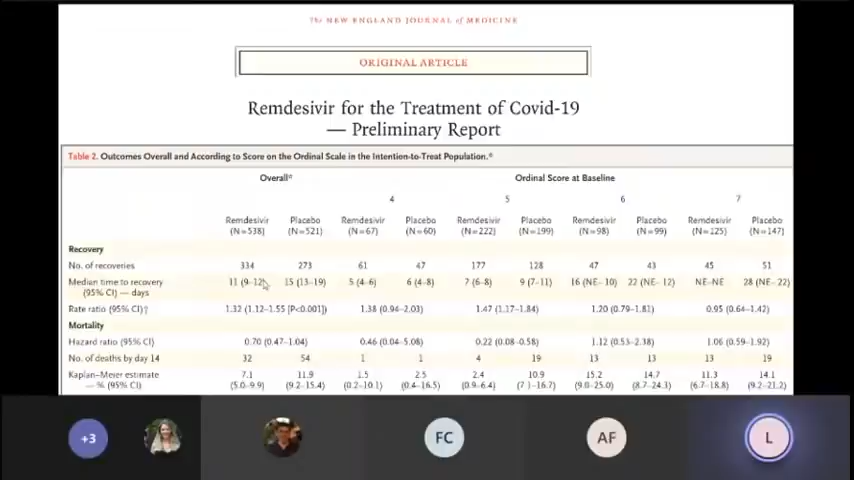 The NEW ENGLAND JOURNAL of MEDICINE
ORIGINAL ARTICLE
Remdesivir for the Treatment of Covid-19
— Preliminary Report
Table 2. Outcomes Overall and According to Score on the Ordinal Scale in the Intention-to-Treat Population.*
Overall* Ordinal Score at Baseline
4 5 6 7
Remdesivir Placebo Remdesivir Placebo Remdesivir Placebo Remdesivir Placebo Remdesivir Placebo
(N=538) (N=521) (N=67) (N=60) (N=222) (N=199) (N=98) (N=99) (N=125) (N=147)
Recovery
No. of recoveries 334 273 61 47 177 128 47 43 45 51
Median time to recovery 11 (9–12) 15 (13–19) 5 (4–6) 6 (4–8) 7 (6–8) 9 (7–11) 16 (NE–10) 22 (NE–12) NE–NE 28 (NE–22)
(95% CI) — days
Rate ratio (95% CI)† 1.32 (1.12–1.55 [P<0.001]) 1.38 (0.94–2.03) 1.47 (1.17–1.84) 1.20 (0.79–1.81) 0.95 (0.64–1.42)
Mortality
Hazard ratio (95% CI) 0.70 (0.47–1.04) 0.46 (0.04–5.08) 0.22 (0.08–0.58) 1.12 (0.53–2.38) 1.06 (0.59–1.92)
No. of deaths by day 14 32 54 1 1 4 19 13 13 13 19
Kaplan–Meier estimate 7.1 11.9 1.5 2.5 2.4 10.9 15.2 14.7 11.3 14.1
— % (95% CI) (5.0–9.9) (9.2–15.4) (0.2–10.1) (0.4–16.5) (0.9–6.4) (7.1–16.7) (9.0–25.0) (8.7–24.3) (6.7–18.8) (9.2–21.2)
+3 FC AF L